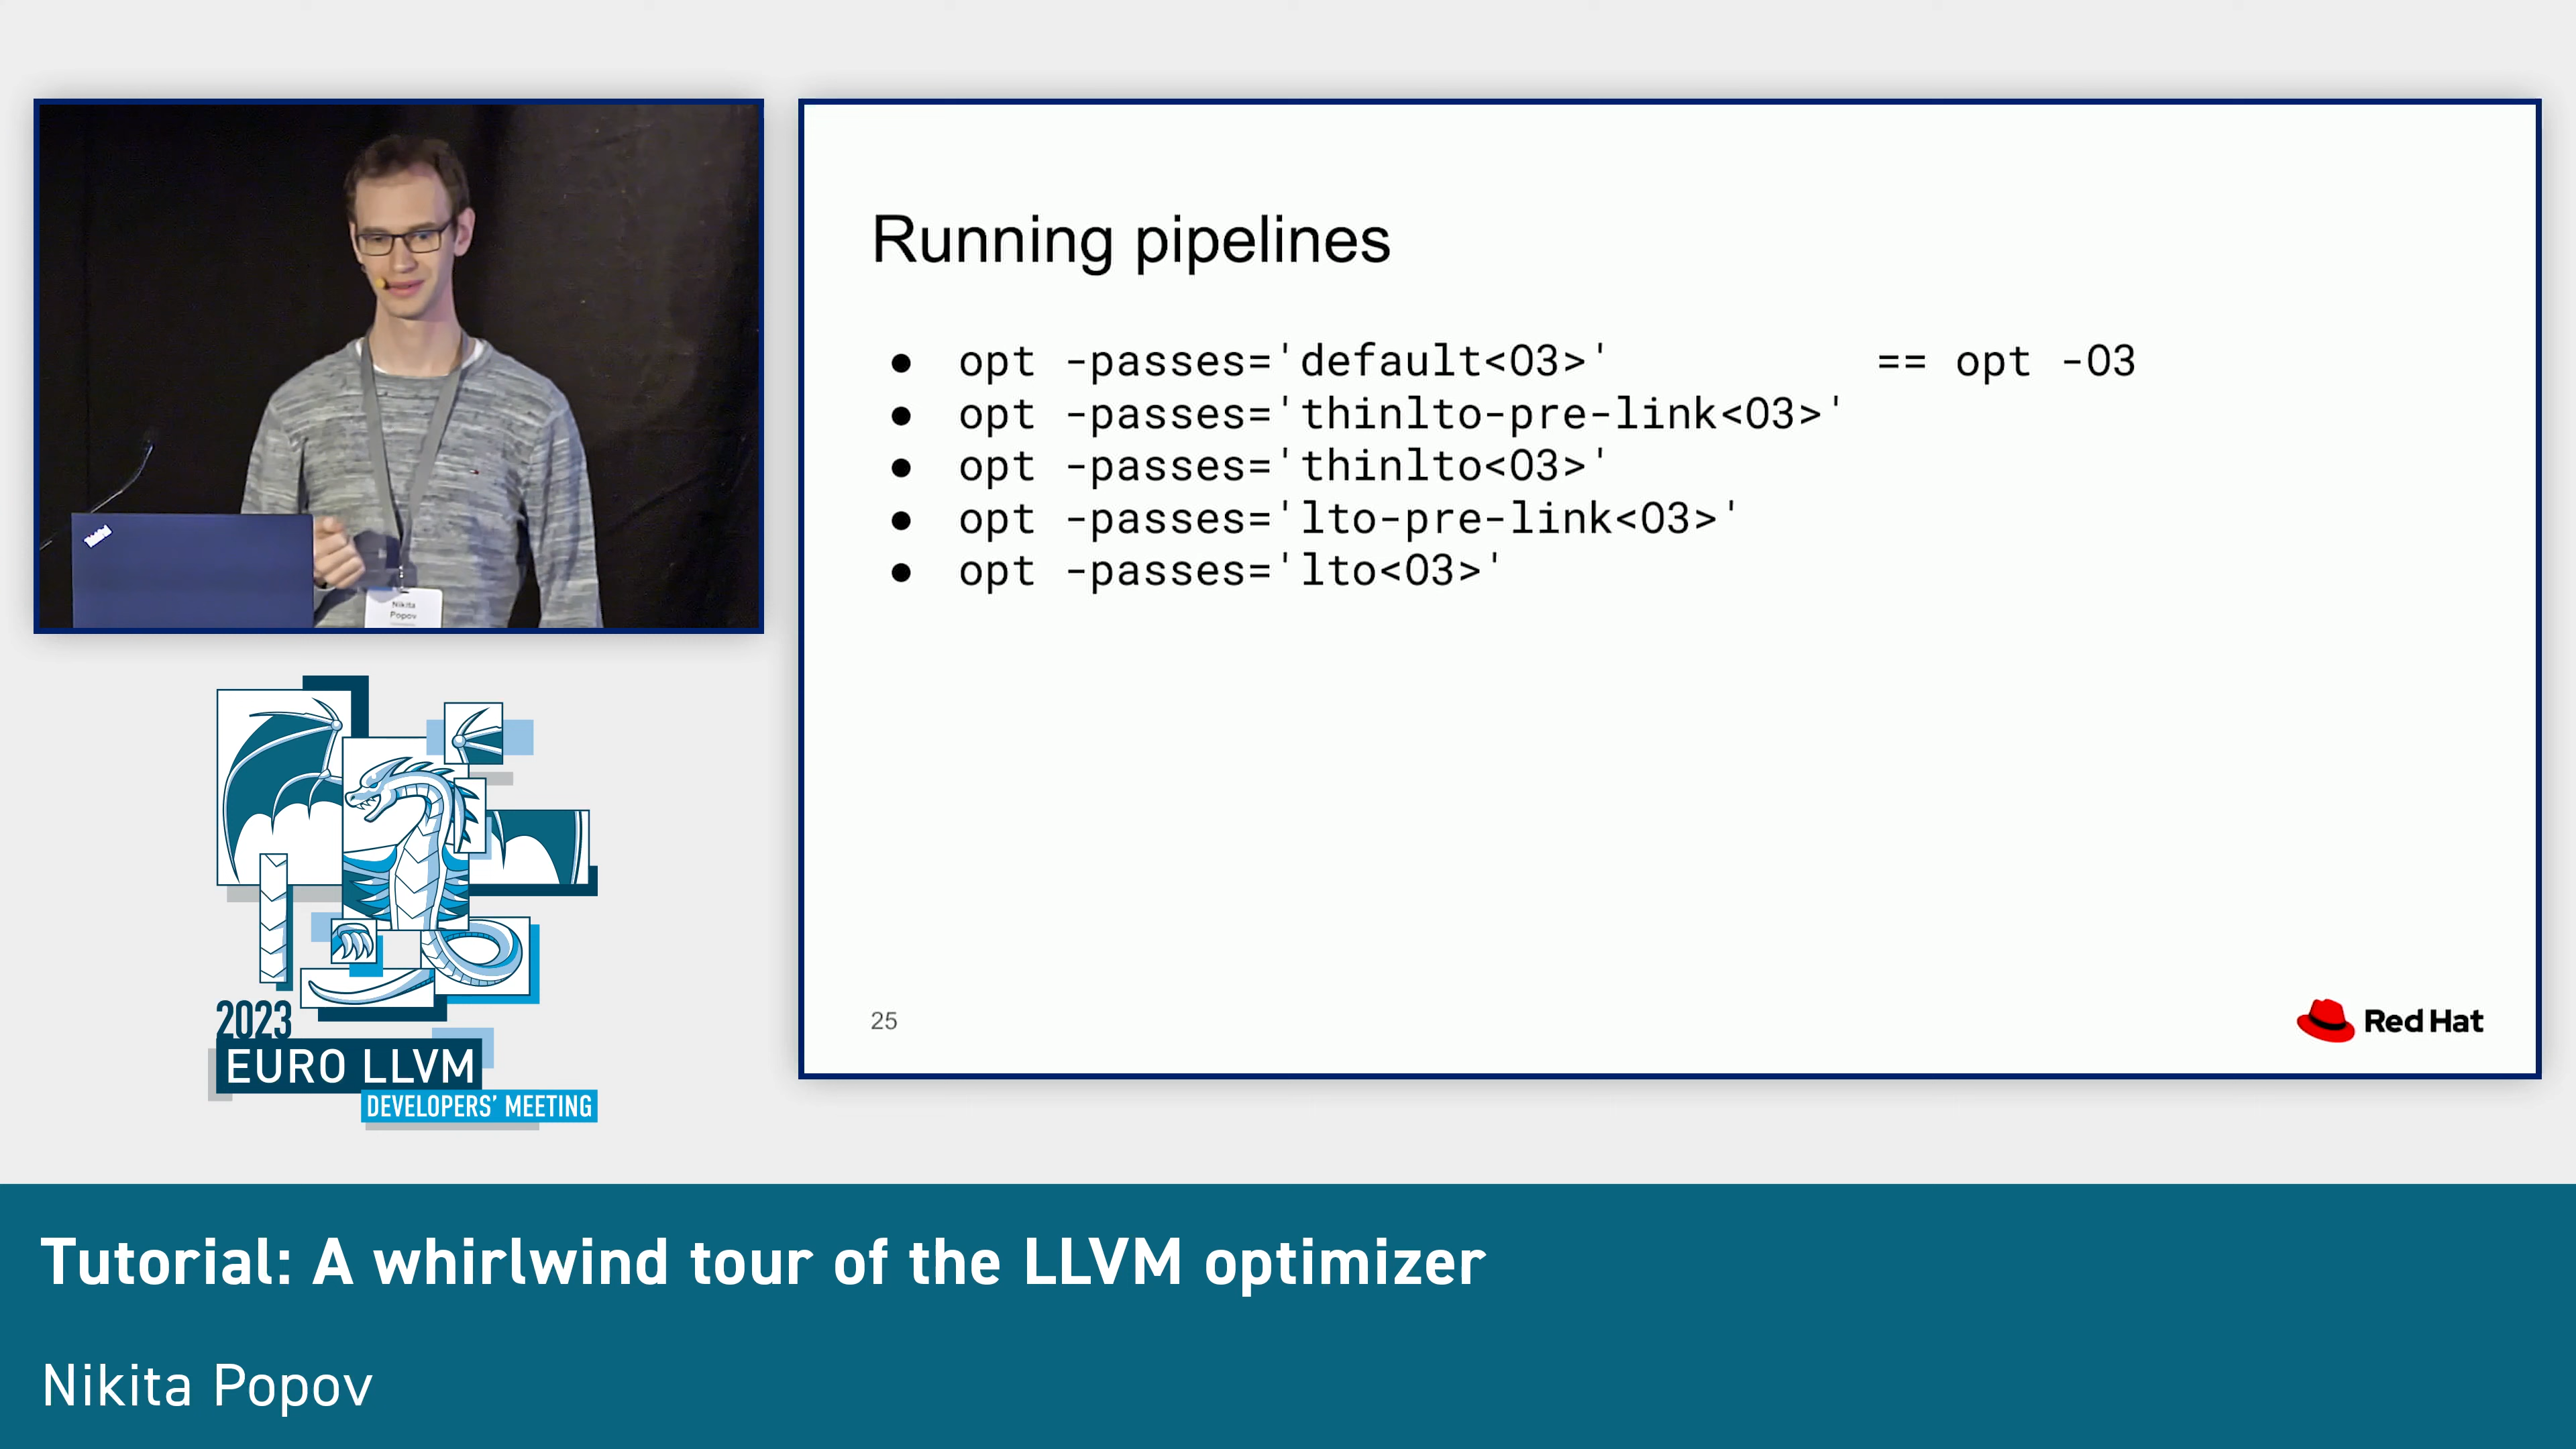 Nikita
Popov
Running pipelines
● opt -passes='default<O3>' == opt -O3
● opt -passes='thinlto-pre-link<O3>'
● opt -passes='thinlto<O3>'
● opt -passes='lto-pre-link<O3>'
● opt -passes='lto<O3>'
25
Red Hat
2023
EURO LLVM
DEVELOPERS' MEETING
Tutorial: A whirlwind tour of the LLVM optimizer
Nikita Popov